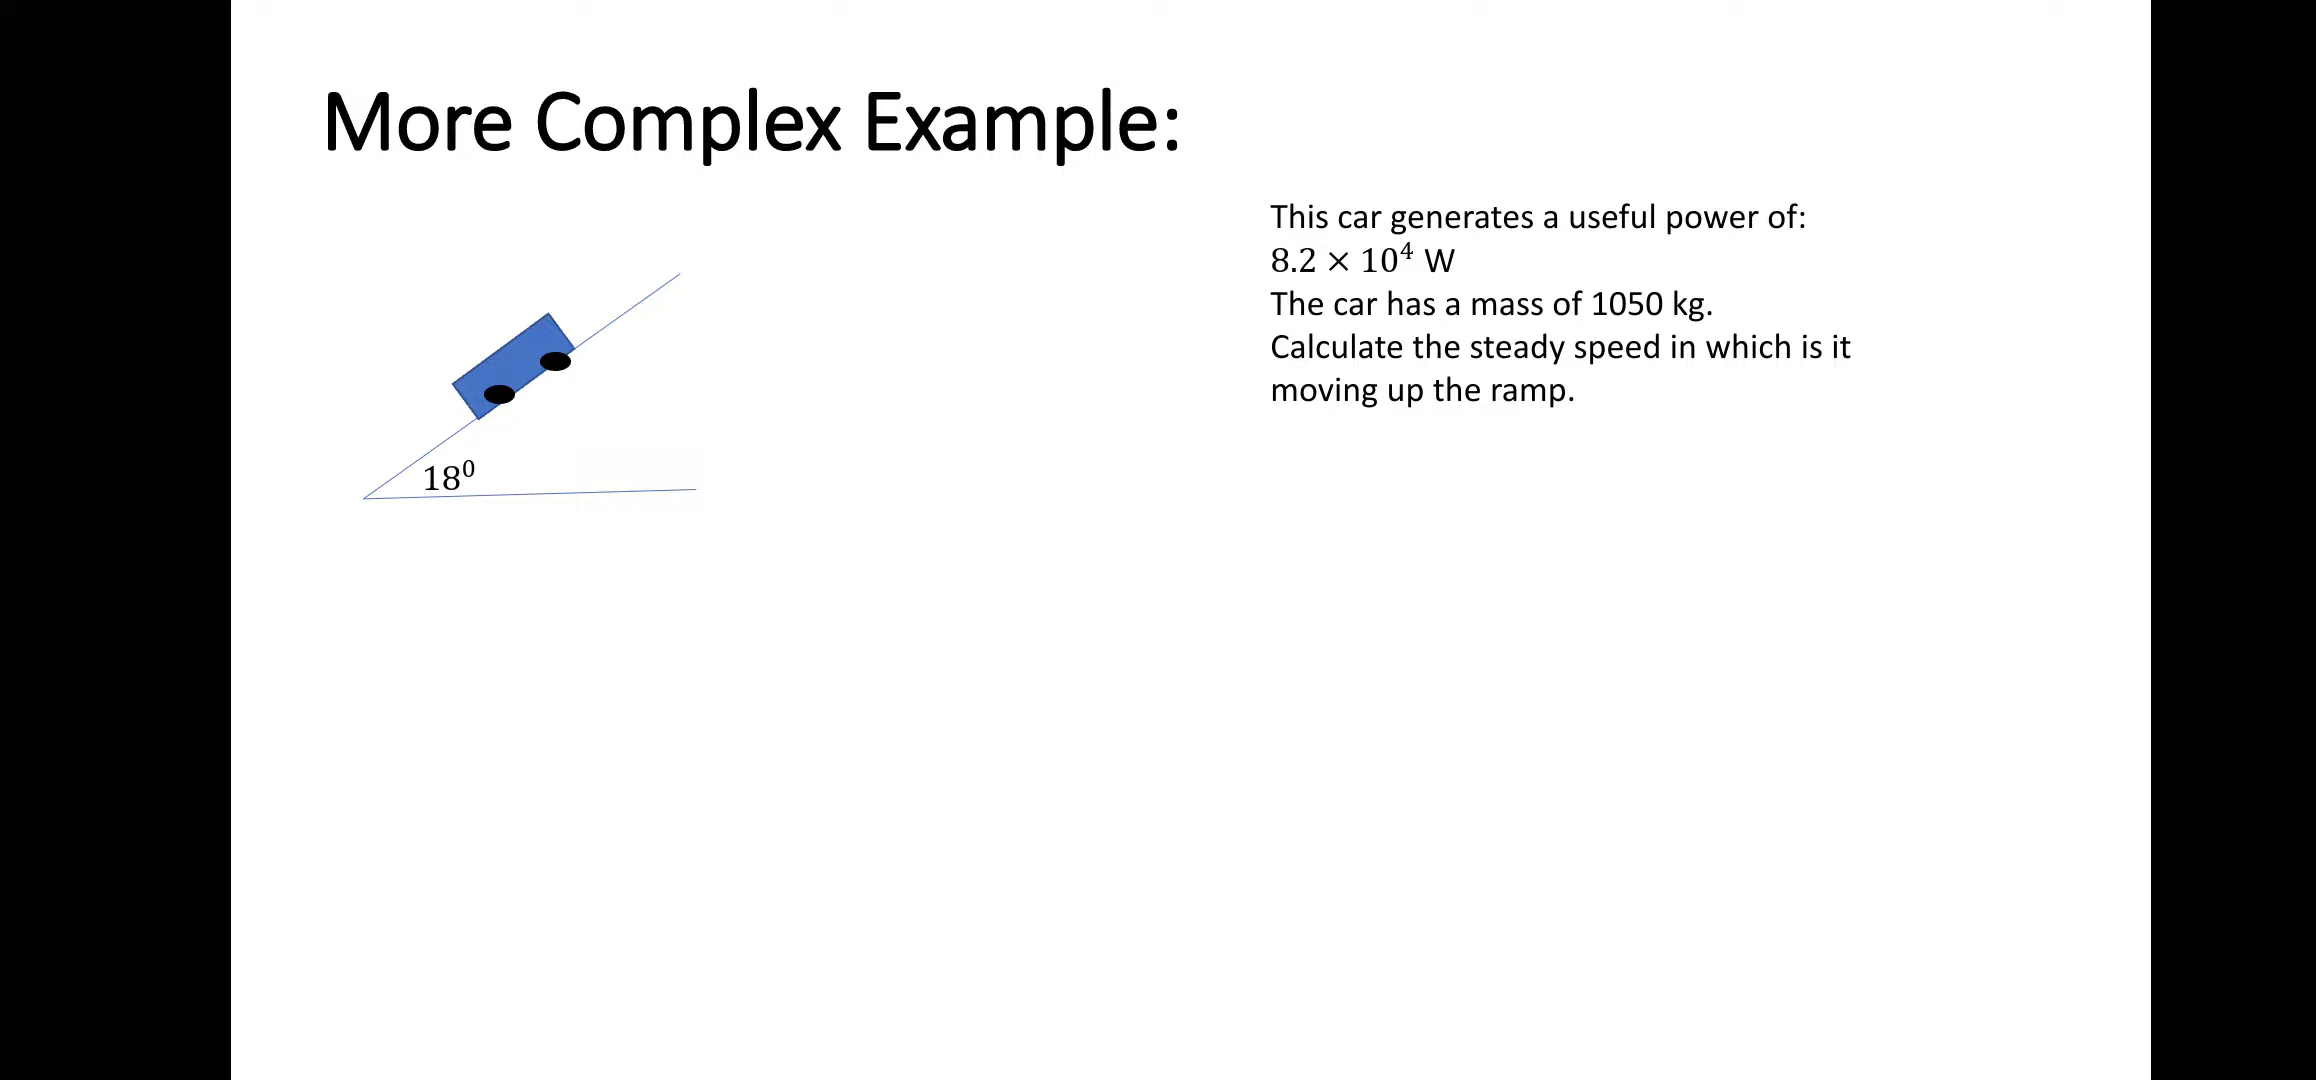 More Complex Example:
This car generates a useful power of:
8.2 × 10⁴ W
The car has a mass of 1050 kg.
Calculate the steady speed in which is it
moving up the ramp.
18⁰